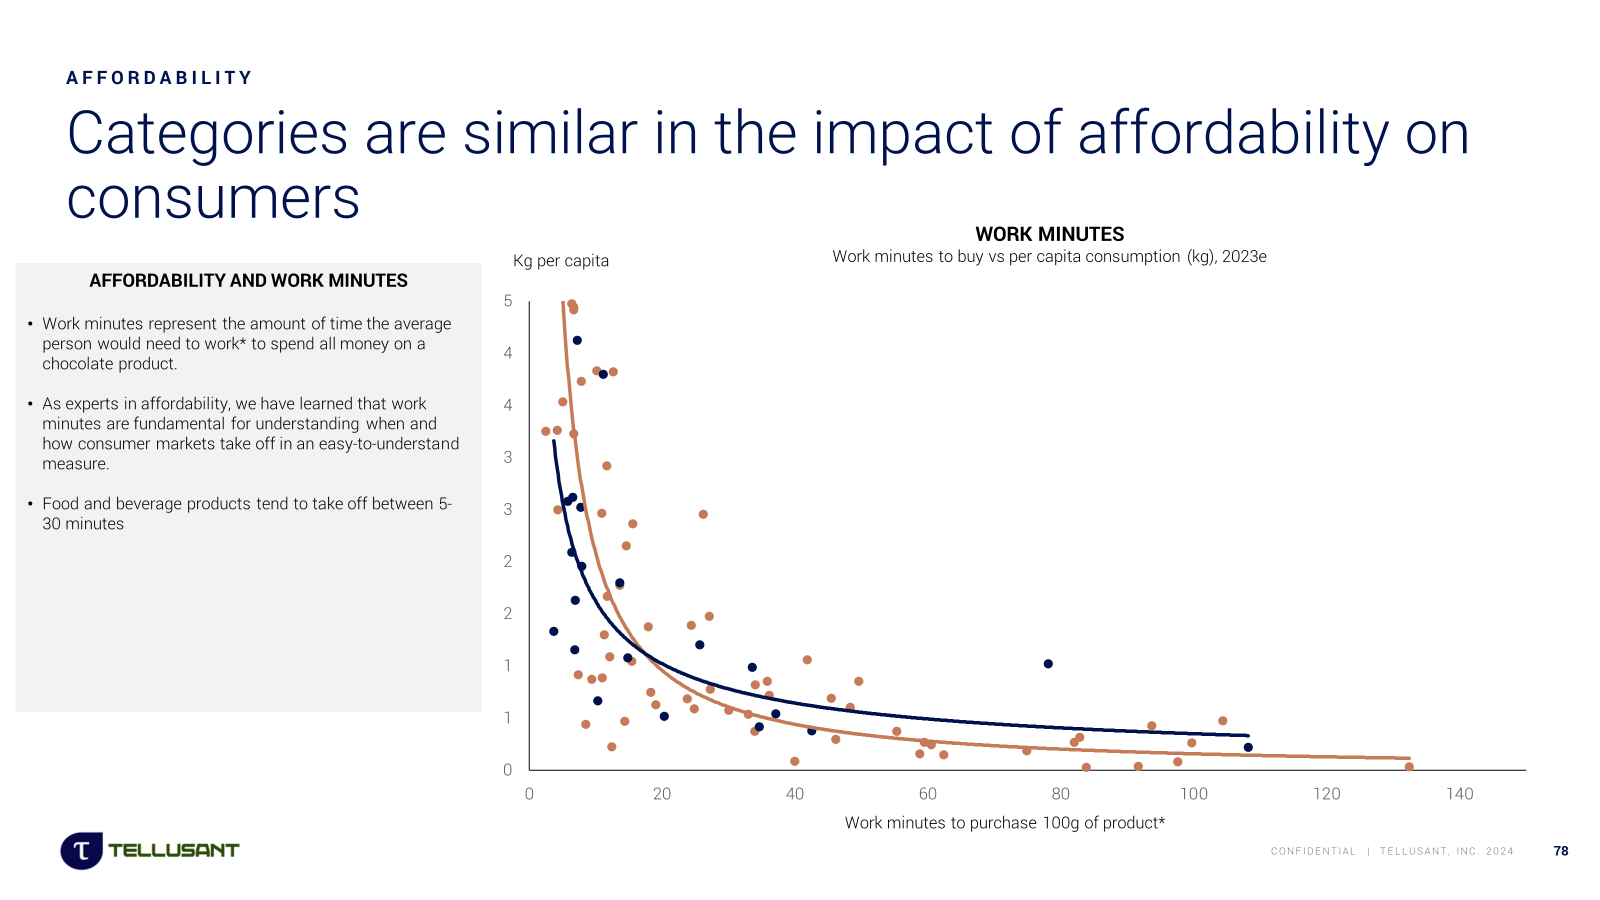 AFFORDABILITY
Categories are similar in the impact of affordability on
consumers
AFFORDABILITY AND WORK MINUTES
• Work minutes represent the amount of time the average
person would need to work* to spend all money on a
chocolate product.
• As experts in affordability, we have learned that work
minutes are fundamental for understanding when and
how consumer markets take off in an easy-to-understand
measure.
• Food and beverage products tend to take off between 5-
30 minutes
WORK MINUTES
Work minutes to buy vs per capita consumption (kg), 2023e
Kg per capita
5
4
4
3
3
2
2
1
1
0
0 20 40 60 80 100 120 140
Work minutes to purchase 100g of product*
τ TELLUSANT
CONFIDENTIAL | TELLUSANT, INC. 2024 78